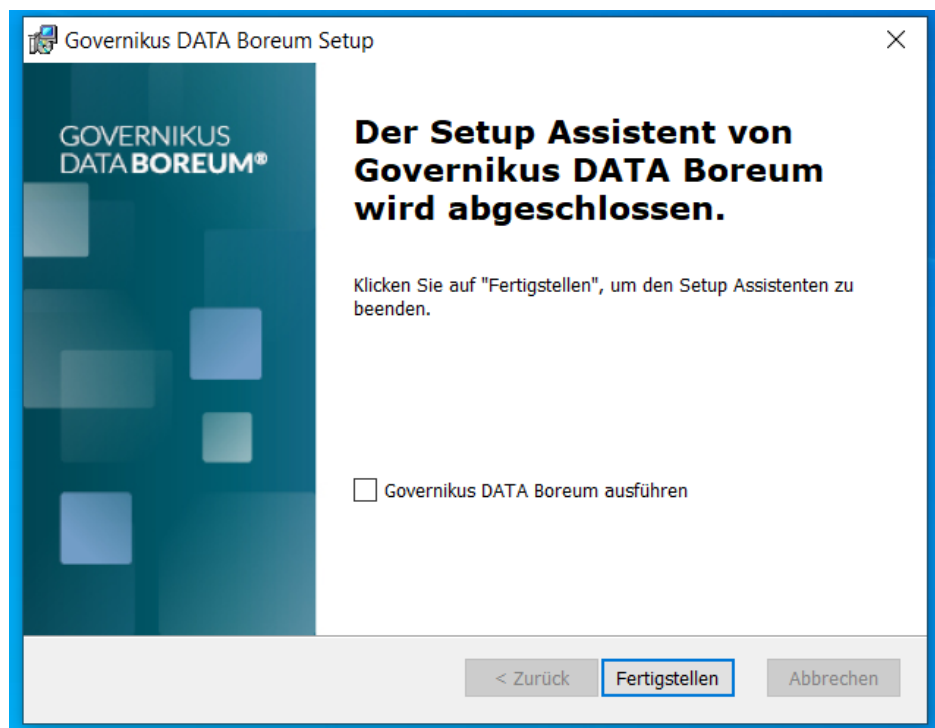 Governikus DATA Boreum Setup
GOVERNIKUS
DATA BOREUM®
Der Setup Assistent von
Governikus DATA Boreum
wird abgeschlossen.
Klicken Sie auf "Fertigstellen", um den Setup Assistenten zu
beenden.
Governikus DATA Boreum ausführen
< Zurück
Fertigstellen
Abbrechen